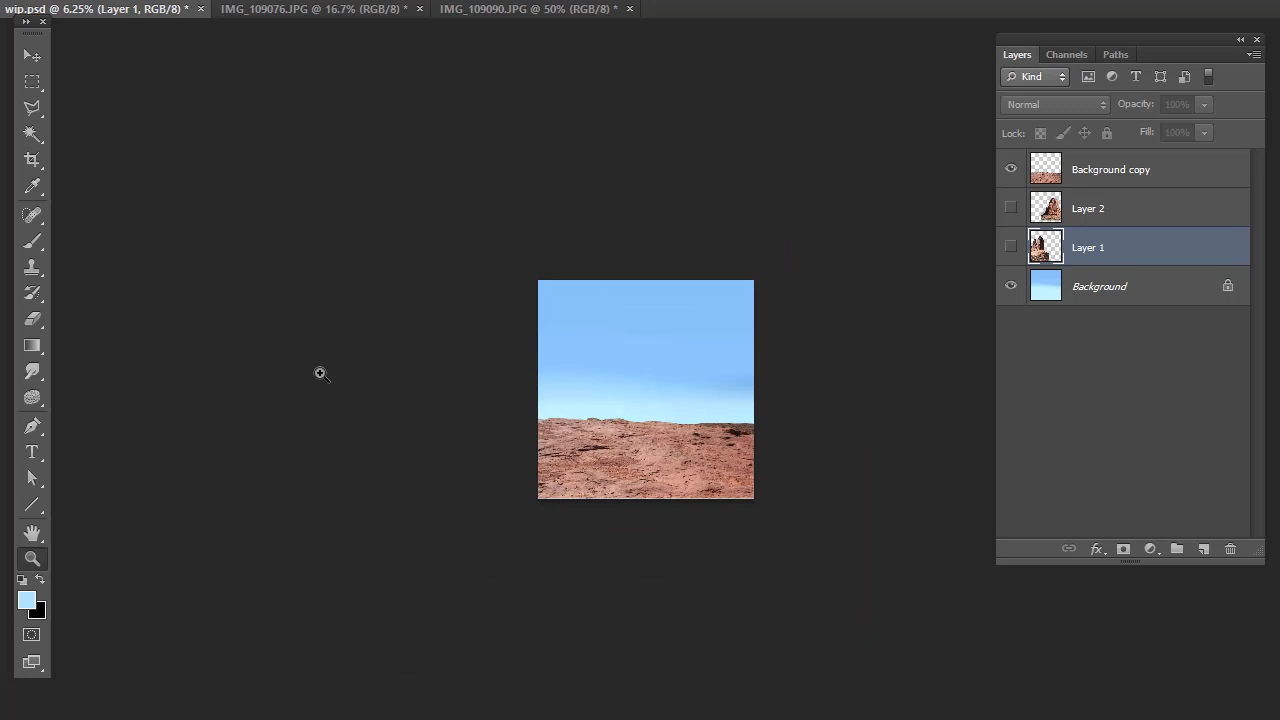 wip.psd @ 6.25% (Layer 1, RGB/8) *
IMG_109076.JPG @ 16.7% (RGB/8) *
IMG_109090.JPG @ 50% (RGB/8) *
Layers
Channels
Paths
Kind
Normal
Opacity: 100%
Lock:
Fill: 100%
Background copy
Layer 2
Layer 1
Background